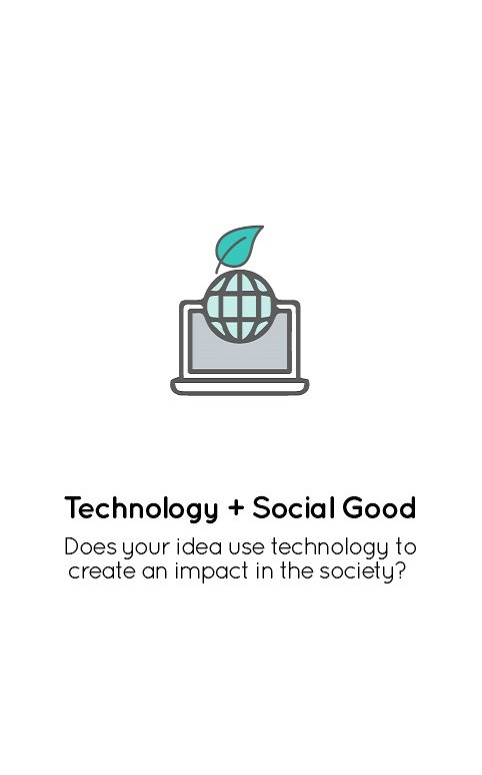 Technology + Social Good
Does your idea use technology to
create an impact in the society?